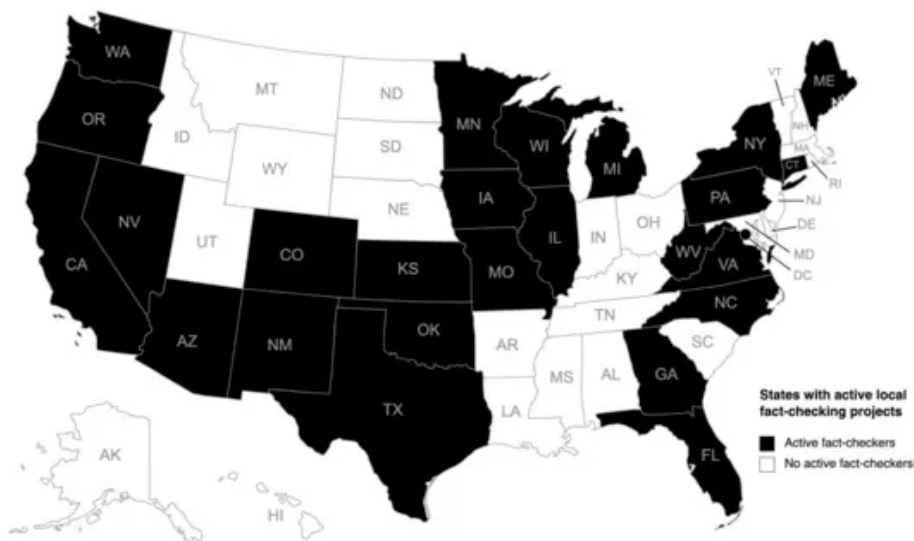 WA
MT
ND
MN
VT
ME
OR
ID
SD
WI
NH
NY
MA
MI
WY
CT
RI
IA
PA
NJ
NE
NV
OH
DE
UT
IL
IN
CO
WV
MD
CA
KS
MO
VA
DC
KY
NC
TN
OK
AZ
NM
AR
SC
MS
AL
GA
TX
LA
States with active local
fact-checking projects
Active fact-checkers
No active fact-checkers
FL
AK
HI